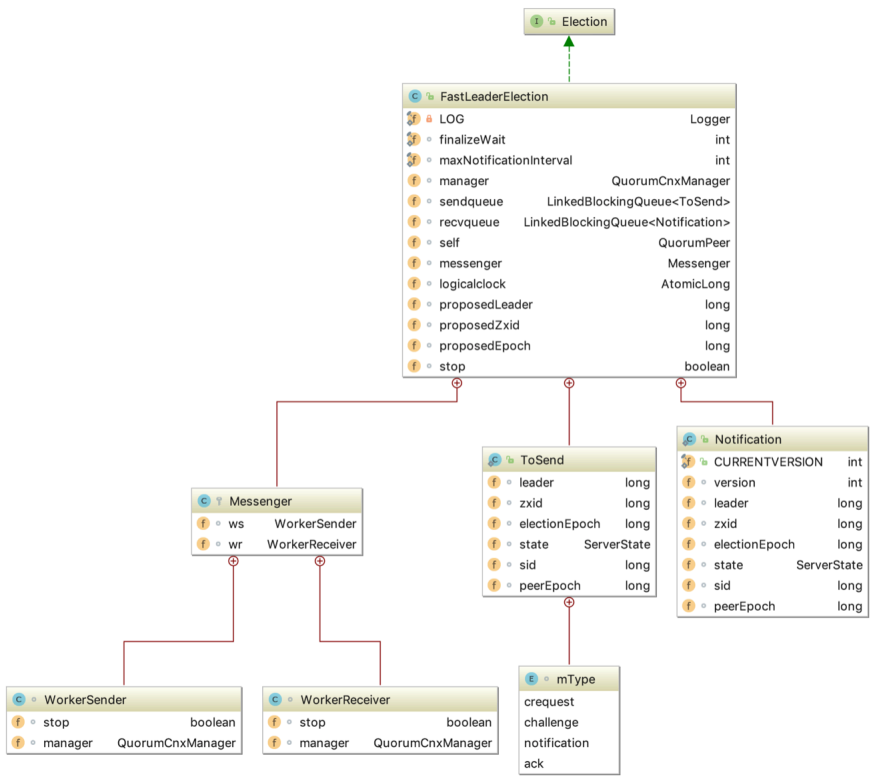 I Election
C FastLeaderElection
f LOG Logger
f finalizeWait int
f maxNotificationInterval int
f manager QuorumCnxManager
f sendqueue LinkedBlockingQueue<ToSend>
f recvqueue LinkedBlockingQueue<Notification>
f self QuorumPeer
f messenger Messenger
f logicalclock AtomicLong
f proposedLeader long
f proposedZxid long
f proposedEpoch long
f stop boolean
C Messenger
f ws WorkerSender
f wr WorkerReceiver
C ToSend
f leader long
f zxid long
f electionEpoch long
f state ServerState
f sid long
f peerEpoch long
C Notification
f CURRENTVERSION int
f version int
f leader long
f zxid long
f electionEpoch long
f state ServerState
f sid long
f peerEpoch long
C WorkerSender
f stop boolean
f manager QuorumCnxManager
C WorkerReceiver
f stop boolean
f manager QuorumCnxManager
E mType
crequest
challenge
notification
ack